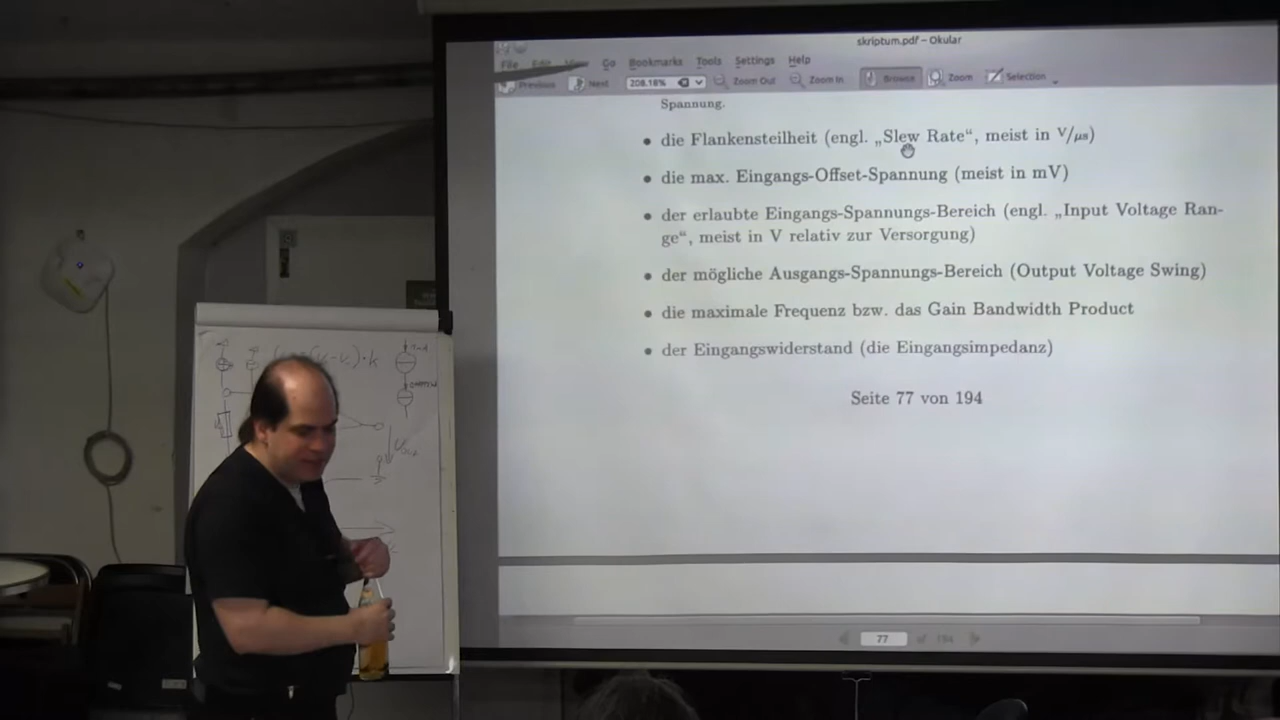 skriptum.pdf – Okular
File Edit View Go Bookmarks Tools Settings Help
Previous Next 208.18% Zoom Out Zoom In Browse Zoom Selection
Spannung.
• die Flankensteilheit (engl. „Slew Rate“, meist in V/μs)
• die max. Eingangs-Offset-Spannung (meist in mV)
• der erlaubte Eingangs-Spannungs-Bereich (engl. „Input Voltage Ran-
ge“, meist in V relativ zur Versorgung)
• der mögliche Ausgangs-Spannungs-Bereich (Output Voltage Swing)
• die maximale Frequenz bzw. das Gain Bandwidth Product
• der Eingangswiderstand (die Eingangsimpedanz)
Seite 77 von 194
77 of 194